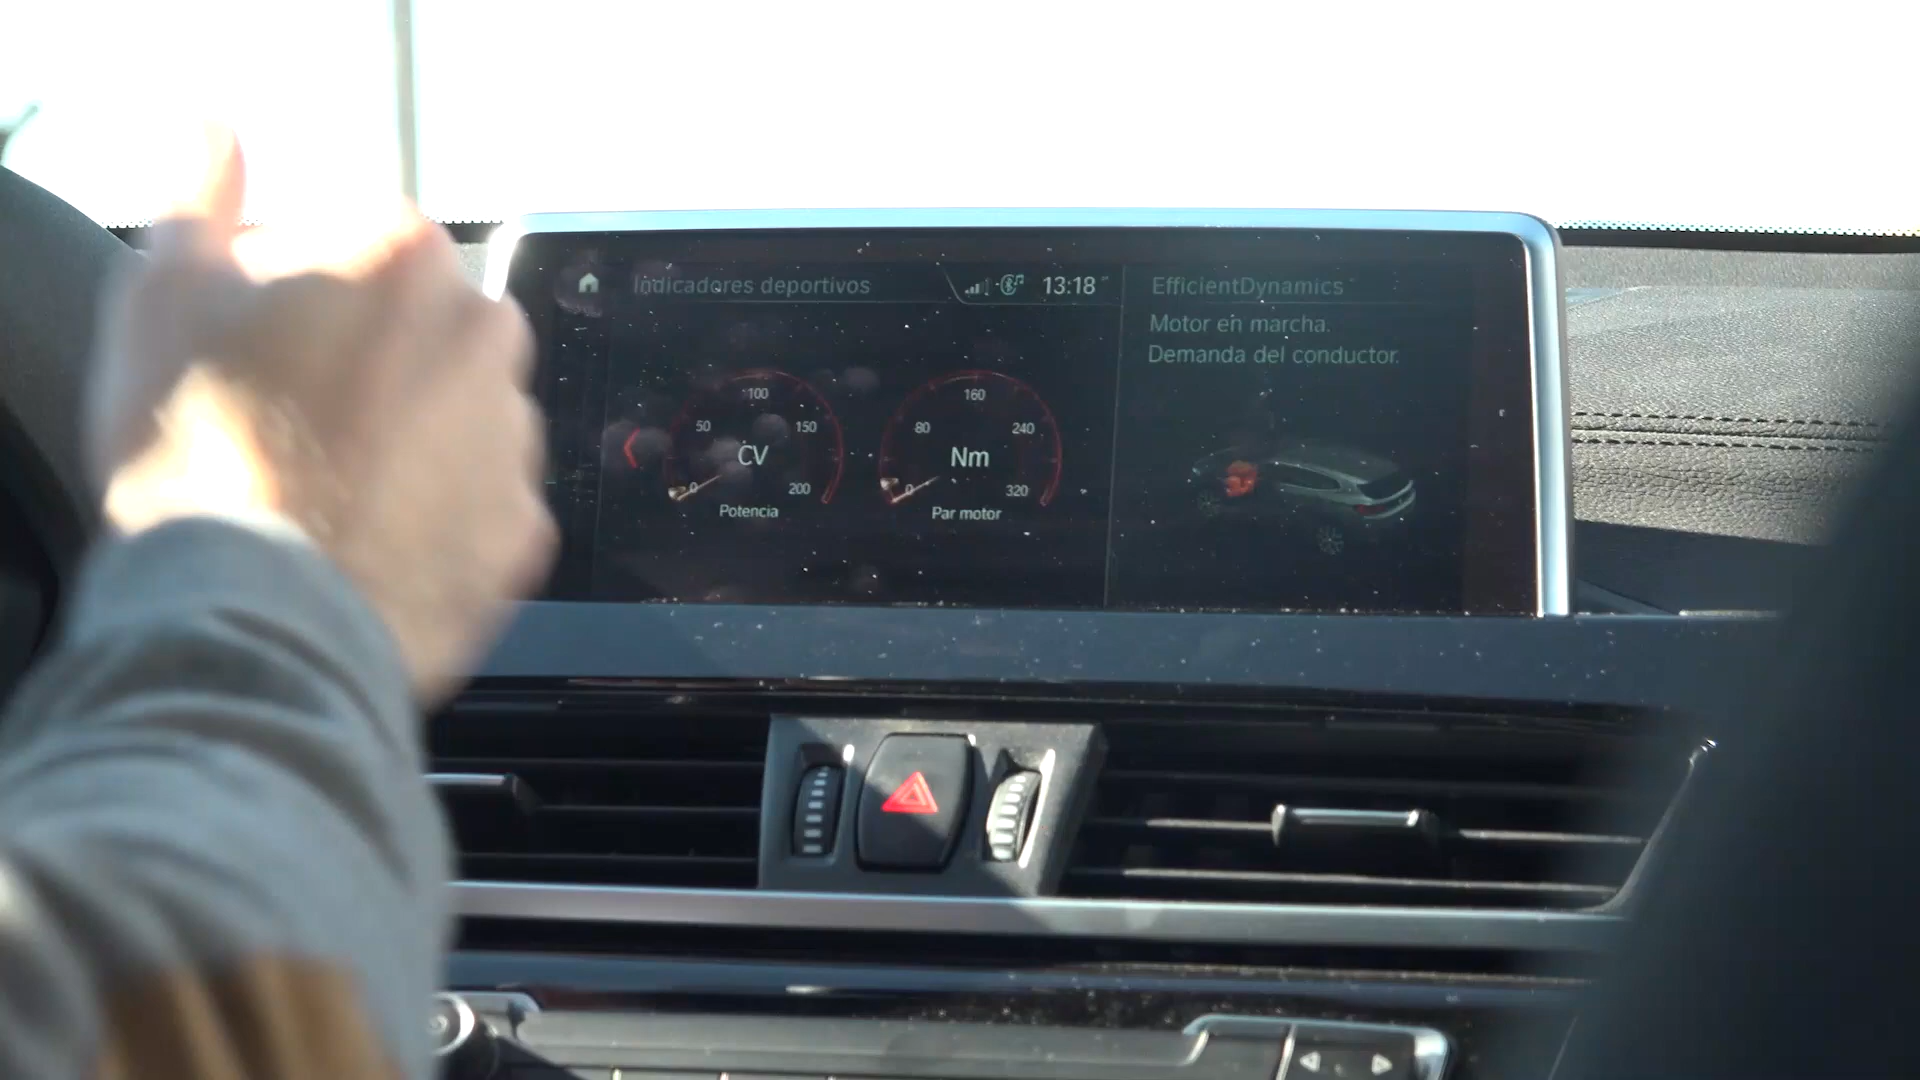 Indicadores deportivos
13:18
EfficientDynamics
Motor en marcha.
Demanda del conductor.
0
50
100
150
200
CV
Potencia
0
80
160
240
320
Nm
Par motor